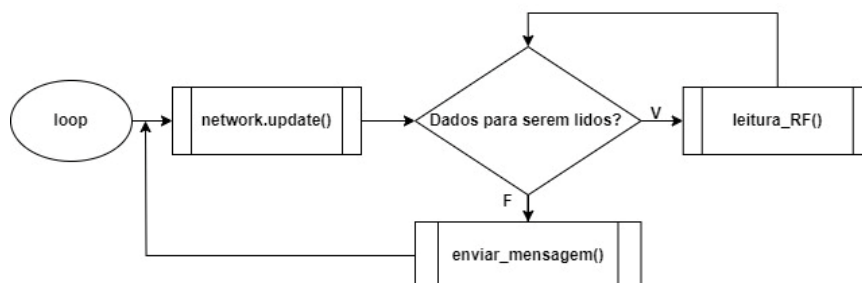 loop
network.update()
Dados para serem lidos?
V
leitura_RF()
F
enviar_mensagem()